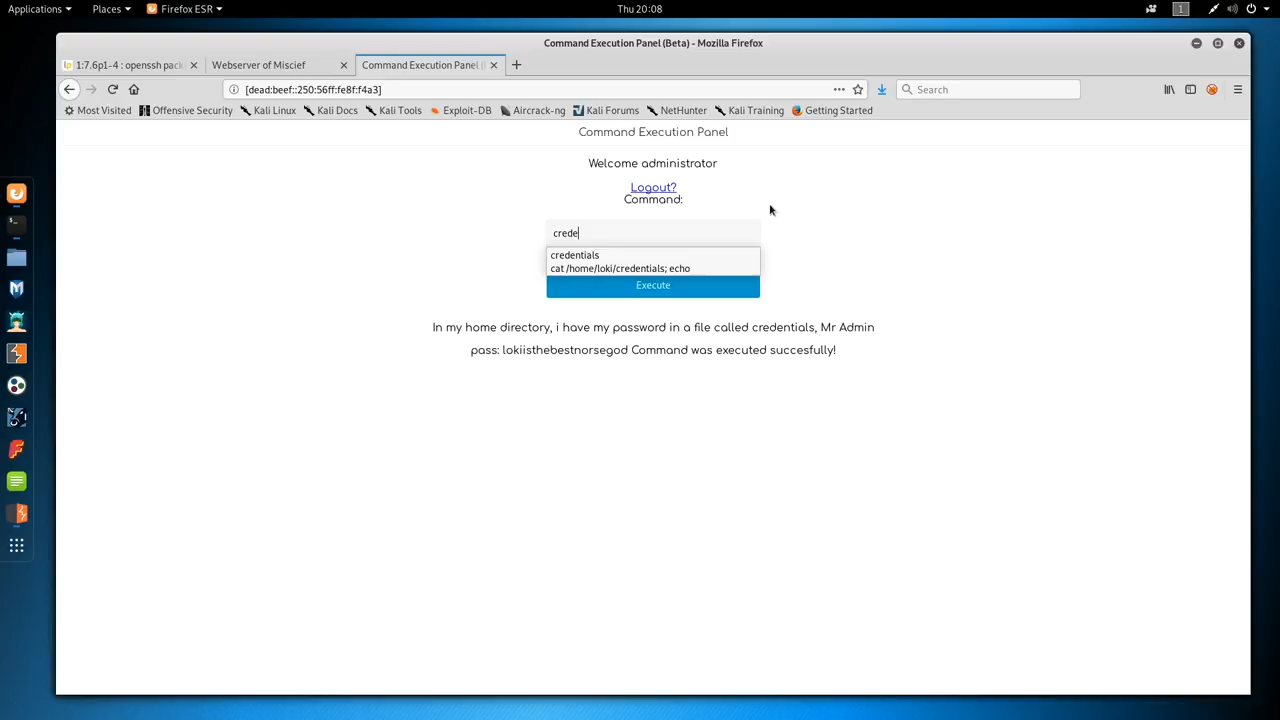 Applications Places Firefox ESR Thu 20:08 1
Command Execution Panel (Beta) - Mozilla Firefox
1:7.6p1-4 : openssh pack Webserver of Miscief Command Execution Panel (
[dead:beef::250:56ff:fe8f:f4a3] Search
Most Visited Offensive Security Kali Linux Kali Docs Kali Tools Exploit-DB Aircrack-ng Kali Forums NetHunter Kali Training Getting Started
Command Execution Panel
Welcome administrator
Logout?
Command:
crede
credentials
cat /home/loki/credentials; echo
Execute
In my home directory, i have my password in a file called credentials, Mr Admin
pass: lokiisthebestnorsegod Command was executed succesfully!